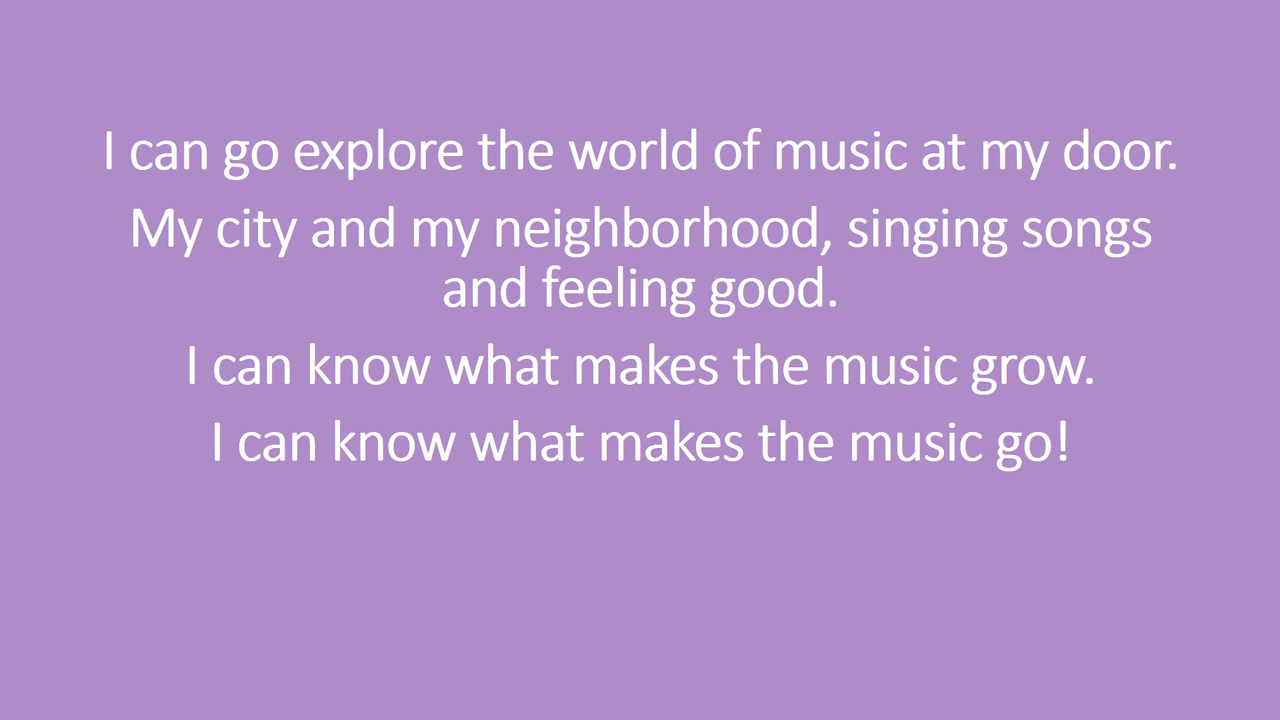 I can go explore the world of music at my door.
My city and my neighborhood, singing songs
and feeling good.
I can know what makes the music grow.
I can know what makes the music go!